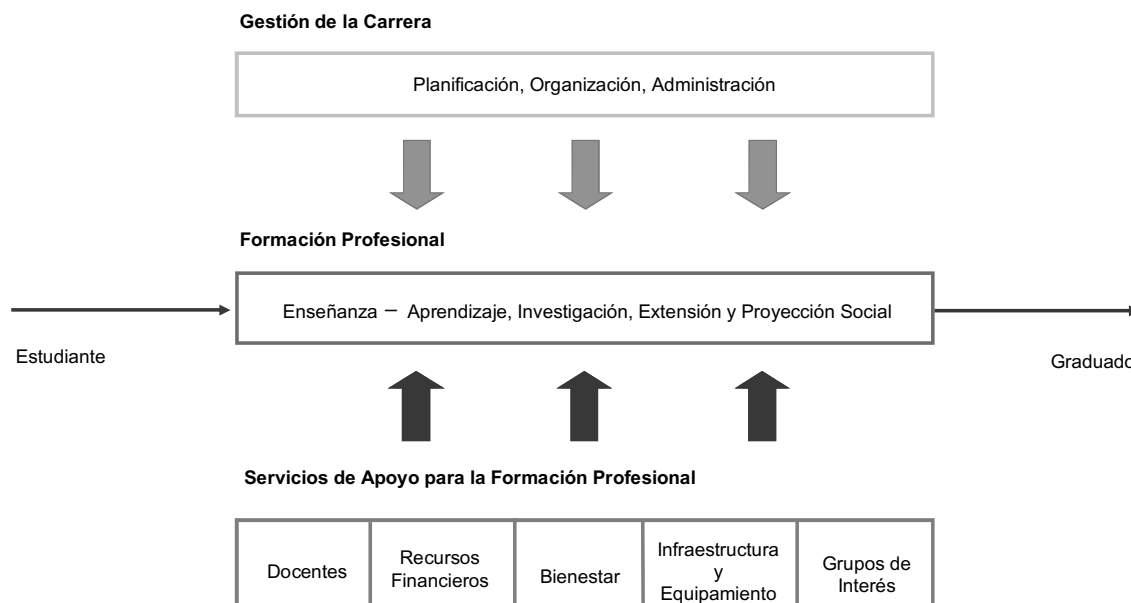 Gestión de la Carrera
Planificación, Organización, Administración
Formación Profesional
Enseñanza – Aprendizaje, Investigación, Extensión y Proyección Social
Estudiante
Graduado
Servicios de Apoyo para la Formación Profesional
Docentes
Recursos
Financieros
Bienestar
Infraestructura
y
Equipamiento
Grupos de
Interés